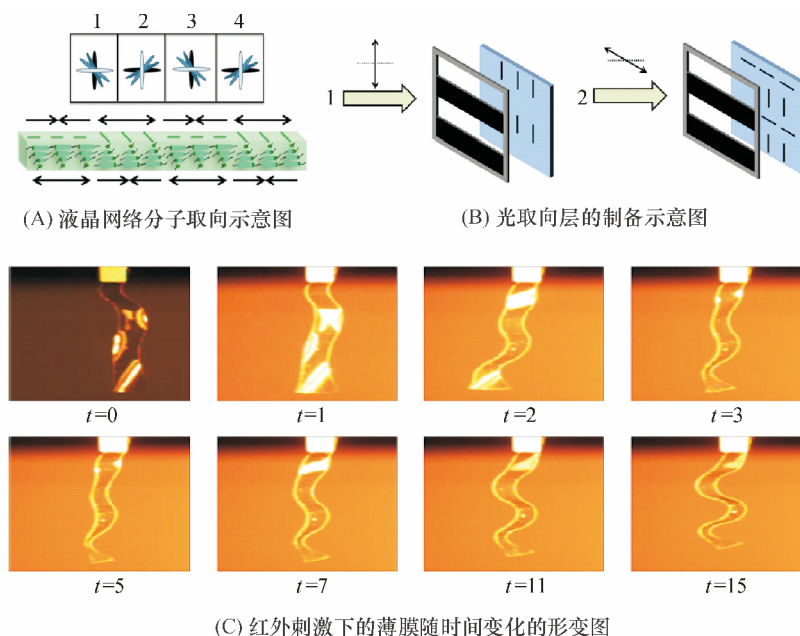 1 2 3 4
(A) 液晶网络分子取向示意图
1
2
(B) 光取向层的制备示意图
t=0 t=1 t=2 t=3
t=5 t=7 t=11 t=15
(C) 红外刺激下的薄膜随时间变化的形变图